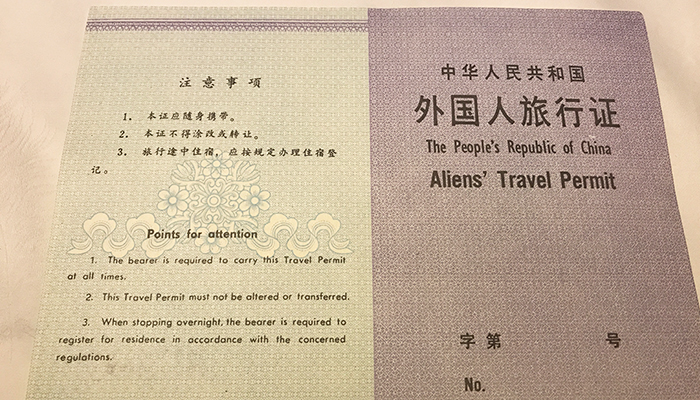 注意事项
1. 本证应随身携带。
2. 本证不得涂改或转让。
3. 旅行途中住宿，应按规定办理住宿登
记。
Points for attention
1. The bearer is required to carry this Travel Permit
at all times.
2. This Travel Permit must not be altered or transferred.
3. When stopping overnight, the bearer is required to
register for residence in accordance with the concerned
regulations.
中华人民共和国
外国人旅行证
The People's Republic of China
Aliens' Travel Permit
字第 号
No.